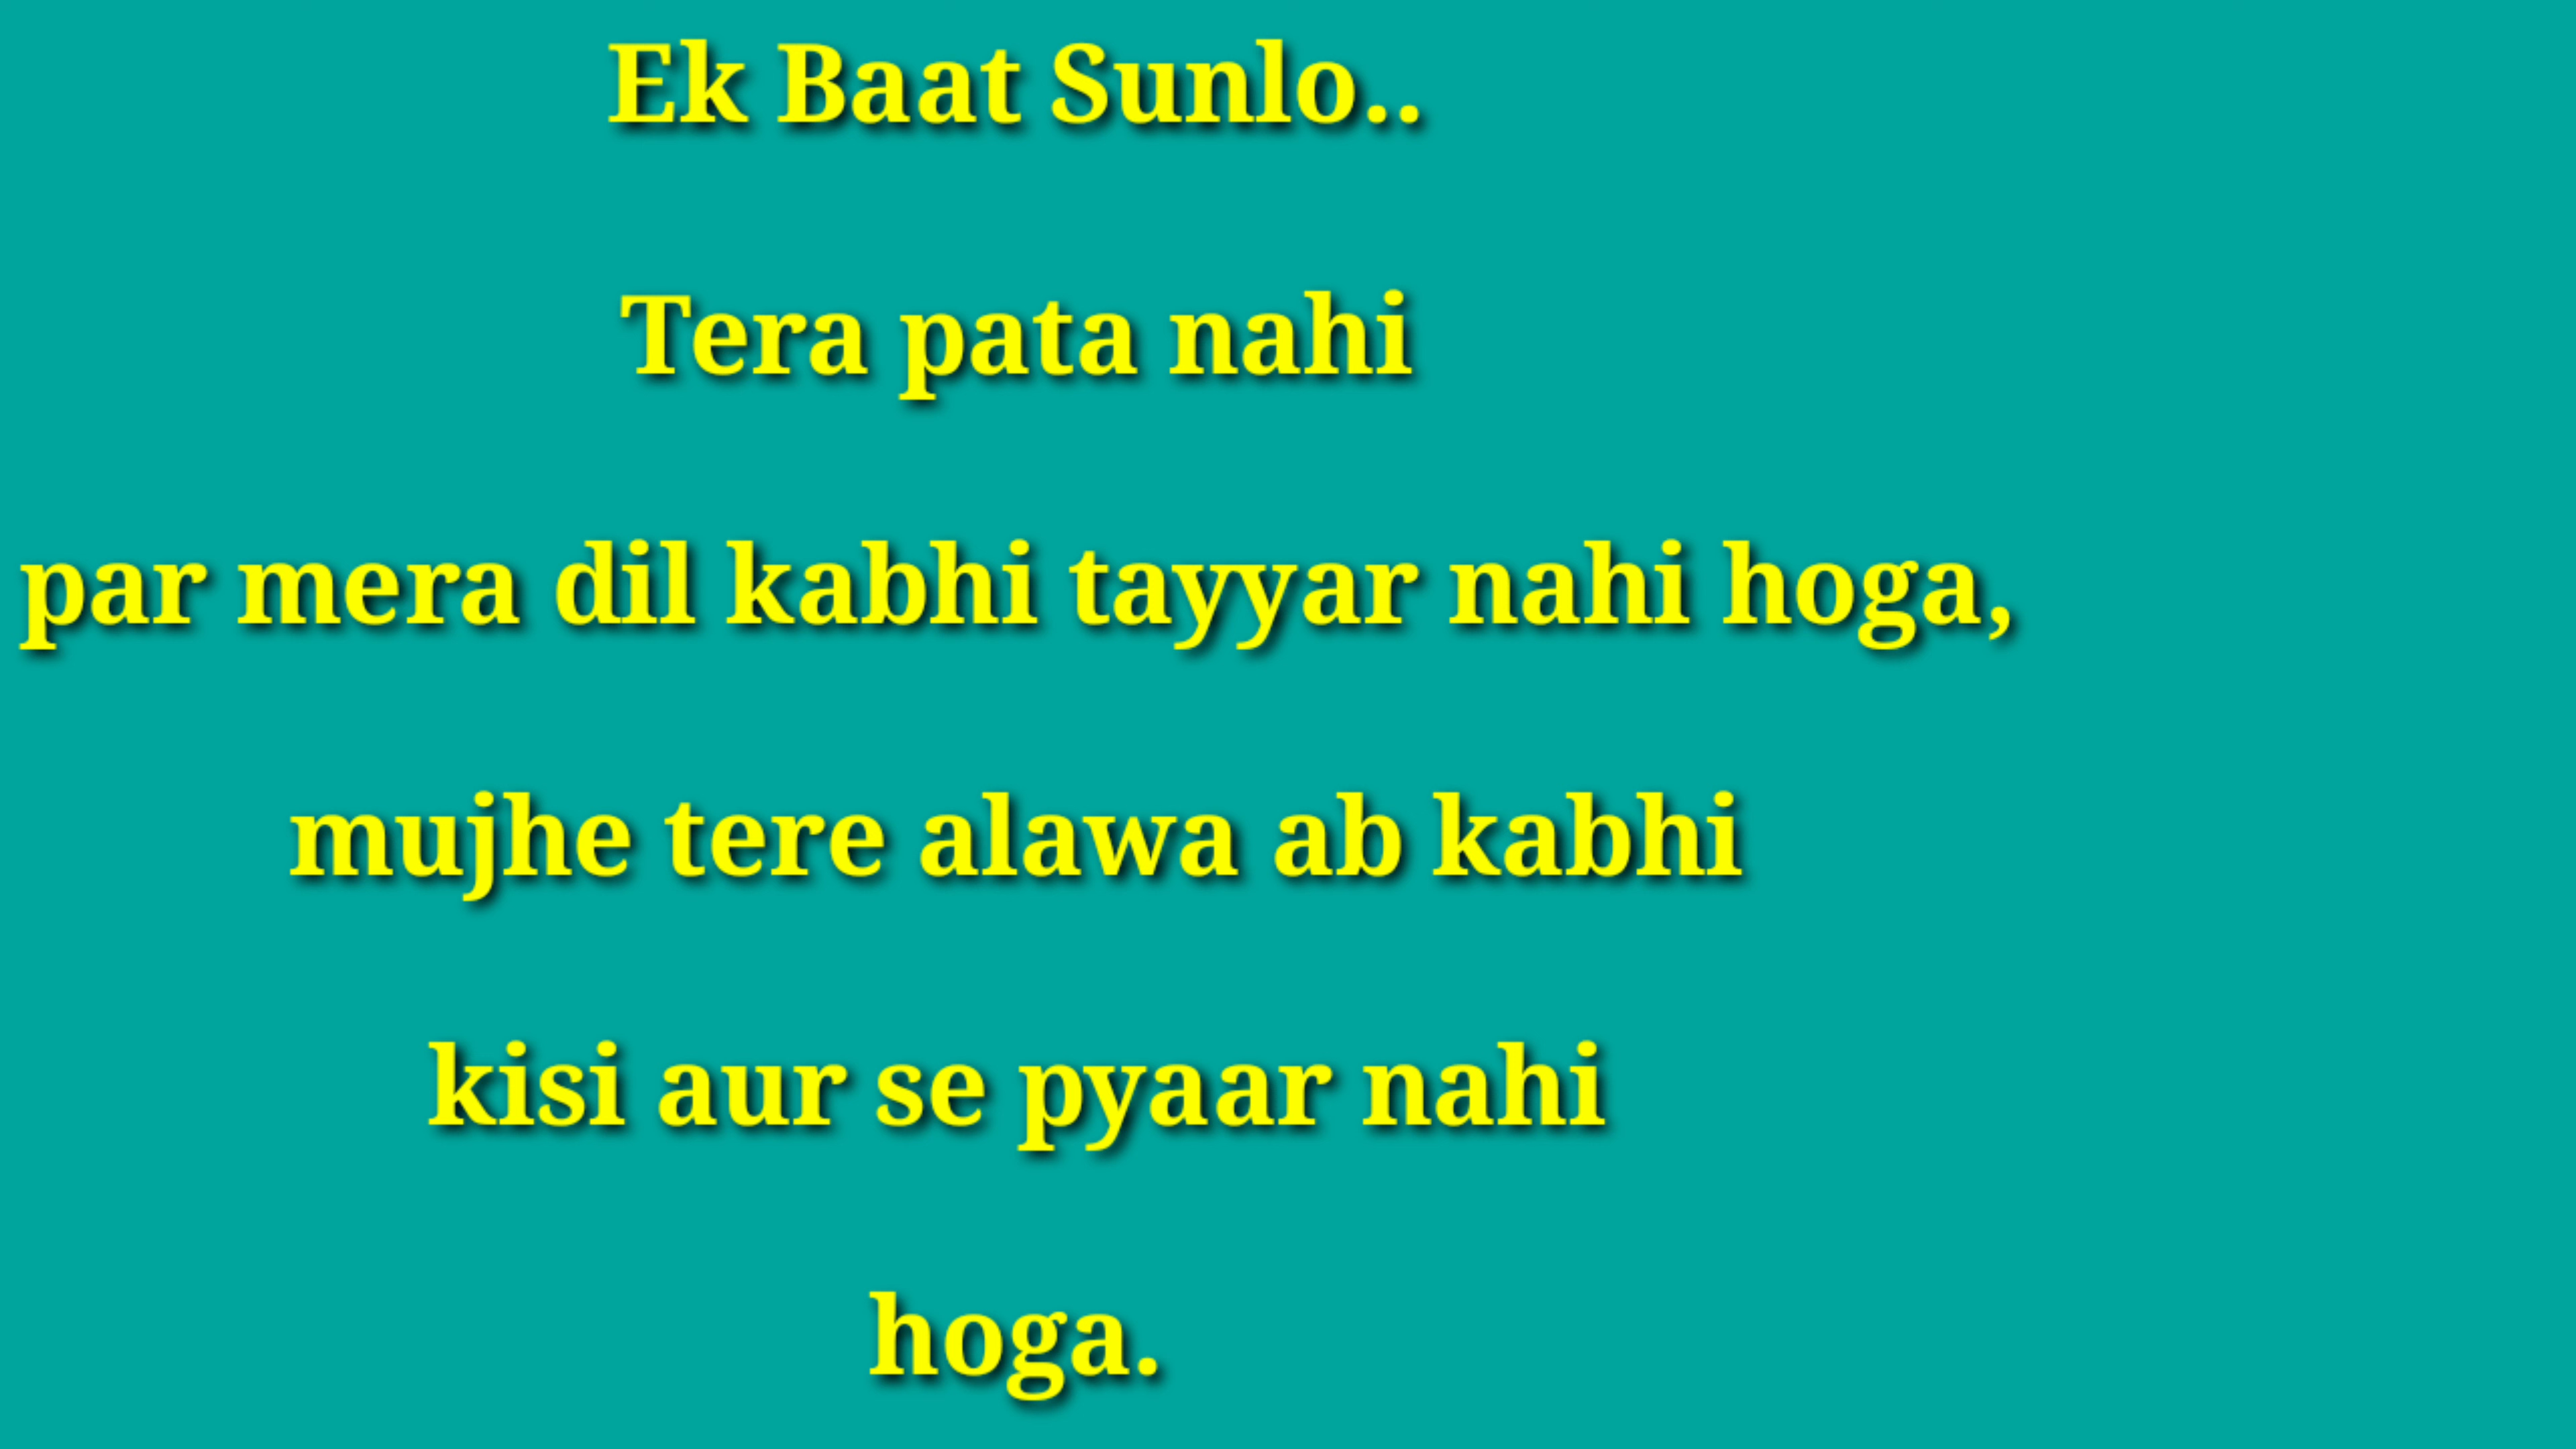 Ek Baat Sunlo..
Tera pata nahi
par mera dil kabhi tayyar nahi hoga,
mujhe tere alawa ab kabhi
kisi aur se pyaar nahi
hoga.